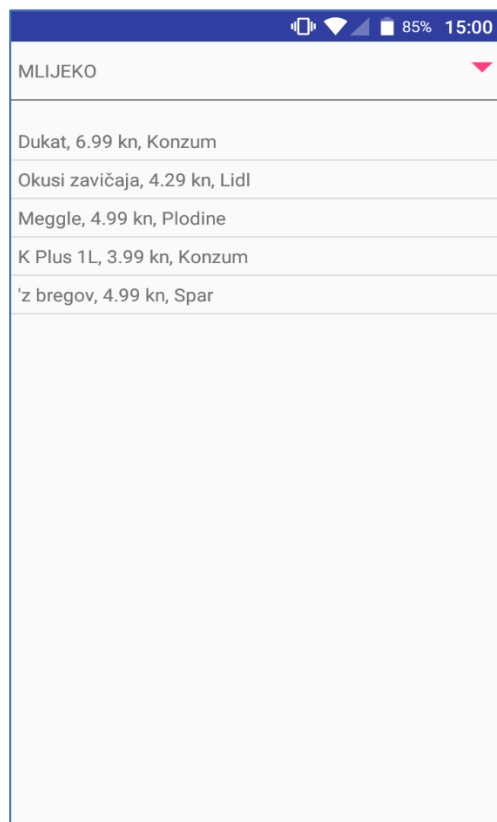 85% 15:00
MLIJEKO
Dukat, 6.99 kn, Konzum
Okusi zavičaja, 4.29 kn, Lidl
Meggle, 4.99 kn, Plodine
K Plus 1L, 3.99 kn, Konzum
'z bregov, 4.99 kn, Spar